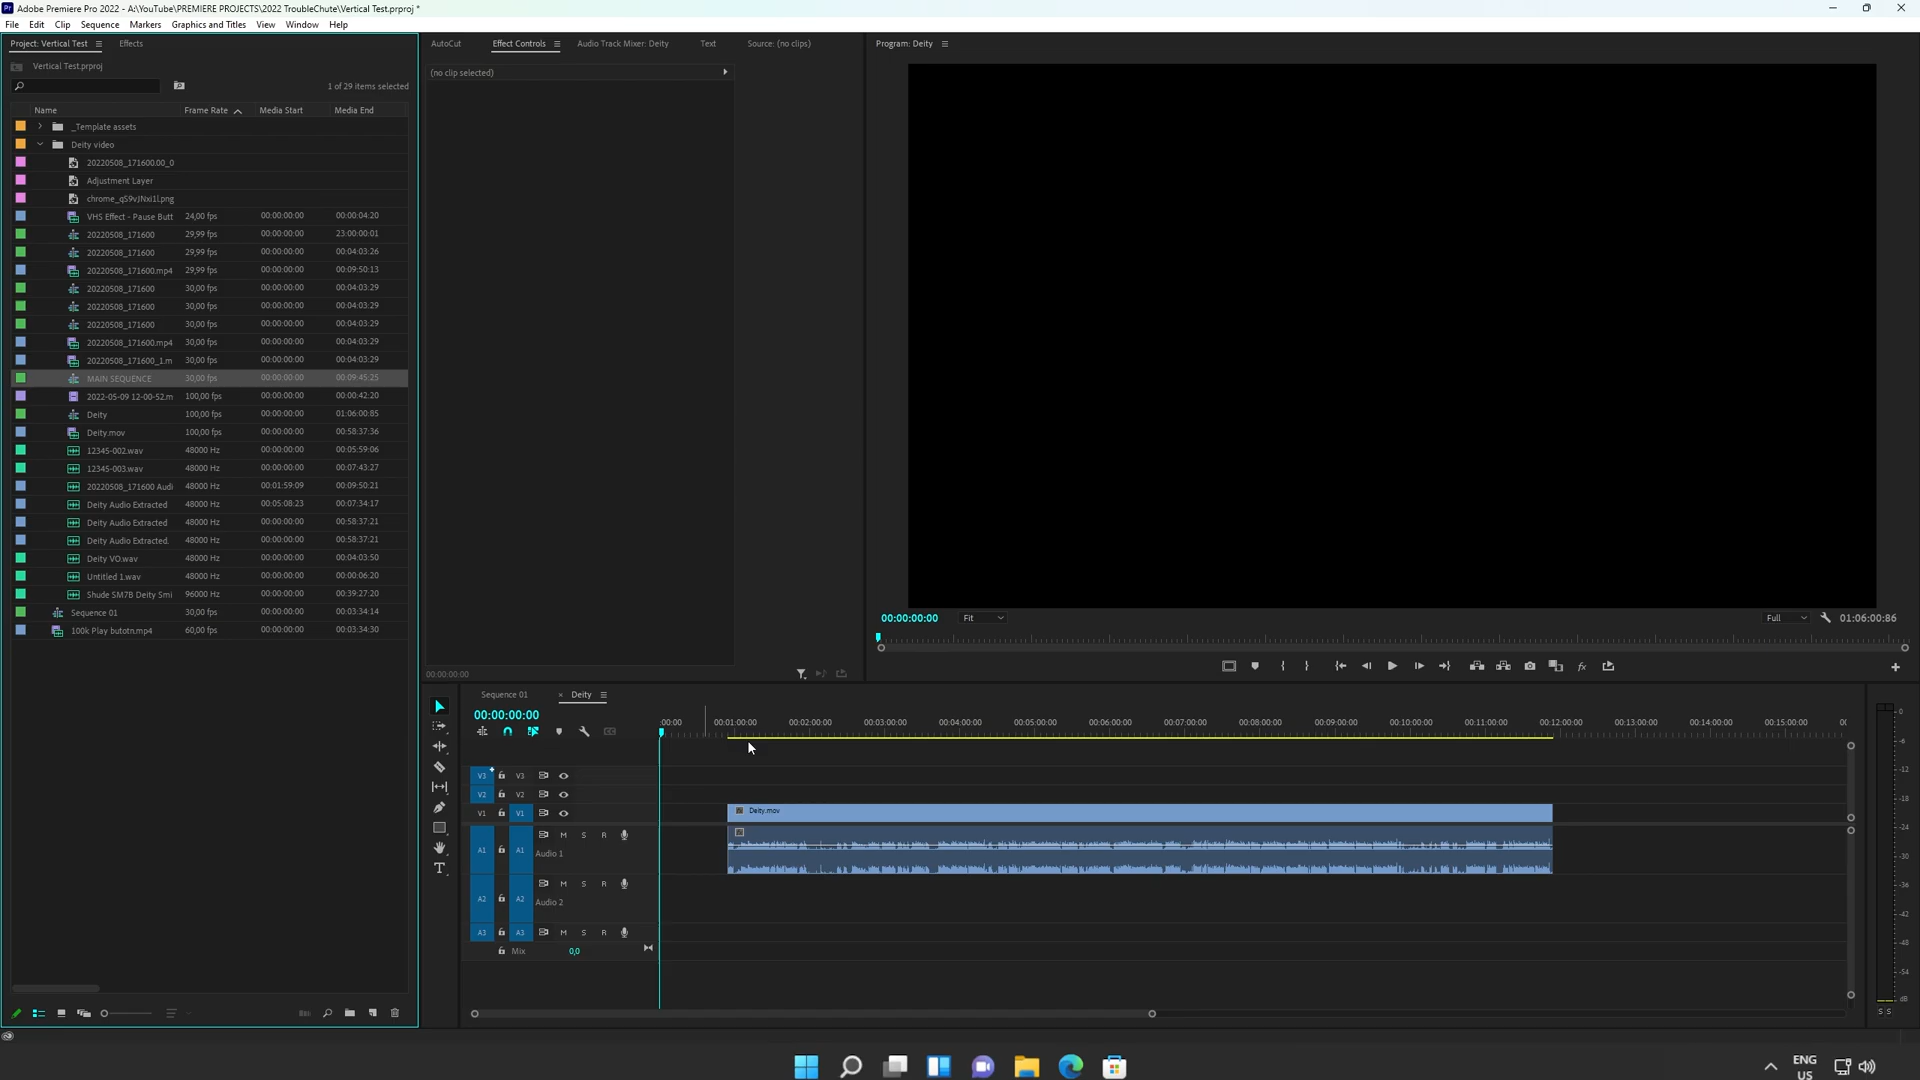 Adobe Premiere Pro 2022 - A:\YouTube\PREMIERE PROJECTS\2022 TroubleChute\Vertical Test.prproj *
File Edit Clip Sequence Markers Graphics and Titles View Window Help
Project: Vertical Test Effects
Vertical Test.prproj
1 of 29 items selected
Name Frame Rate Media Start Media End
_Template assets
Deity video
20220508_171600.00_0
Adjustment Layer
chrome_qS9vJNxi1l.png
VHS Effect - Pause Butt 24,00 fps 00:00:00:00 00:00:04:20
20220508_171600 29,99 fps 00:00:00:00 23:00:00:01
20220508_171600 29,99 fps 00:00:00:00 00:04:03:26
20220508_171600.mp4 29,99 fps 00:00:00:00 00:09:50:13
20220508_171600 30,00 fps 00:00:00:00 00:04:03:29
20220508_171600 30,00 fps 00:00:00:00 00:04:03:29
20220508_171600 30,00 fps 00:00:00:00 00:04:03:29
20220508_171600.mp4 30,00 fps 00:00:00:00 00:04:03:29
20220508_171600_1.m 30,00 fps 00:00:00:00 00:04:03:29
MAIN SEQUENCE 30,00 fps 00:00:00:00 00:09:45:25
2022-05-09 12-00-52.m 100,00 fps 00:00:00:00 00:00:42:20
Deity 100,00 fps 00:00:00:00 01:06:00:85
Deity.mov 100,00 fps 00:00:00:00 00:58:37:36
12345-002.wav 48000 Hz 00:00:00:00 00:05:59:06
12345-003.wav 48000 Hz 00:00:00:00 00:07:43:27
20220508_171600 Audi 48000 Hz 00:01:59:09 00:09:50:21
Deity Audio Extracted 48000 Hz 00:05:08:23 00:07:34:17
Deity Audio Extracted 48000 Hz 00:00:00:00 00:58:37:21
Deity Audio Extracted. 48000 Hz 00:00:00:00 00:58:37:21
Deity VO.wav 48000 Hz 00:00:00:00 00:04:03:50
Untitled 1.wav 48000 Hz 00:00:00:00 00:00:06:20
Shude SM7B Deity Smi 96000 Hz 00:00:00:00 00:39:27:20
Sequence 01 30,00 fps 00:00:00:00 00:03:34:14
100k Play butotn.mp4 60,00 fps 00:00:00:00 00:03:34:30
AutoCut Effect Controls Audio Track Mixer: Deity Text Source: (no clips)
(no clip selected)
00:00:00:00
Program: Deity
00:00:00:00 Fit Full 01:06:00:86
Sequence 01 × Deity
00:00:00:00
:00:00 00:01:00:00 00:02:00:00 00:03:00:00 00:04:00:00 00:05:00:00 00:06:00:00 00:07:00:00 00:08:00:00 00:09:00:00 00:10:00:00 00:11:00:00 00:12:00:00 00:13:00:00 00:14:00:00 00:15:00:00 00
V3 V3
V2 V2
V1 V1 Deity.mov
A1 A1 M S R
Audio 1
A2 A2 M S R
Audio 2
A3 A3 M S R
Mix 0,0
0
-6
-12
-18
-24
-30
-36
-42
-48
-54
dB
S S
ENG
US